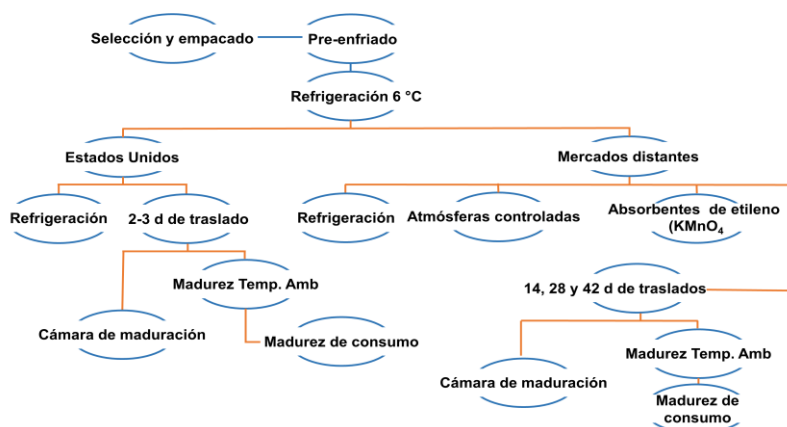 Selección y empacado
Pre-enfriado
Refrigeración 6 °C
Estados Unidos
Mercados distantes
Refrigeración
2-3 d de traslado
Refrigeración
Atmósferas controladas
Absorbentes de etileno
(KMnO4
Madurez Temp. Amb
14, 28 y 42 d de traslados
Cámara de maduración
Madurez de consumo
Cámara de maduración
Madurez Temp. Amb
Madurez de
consumo